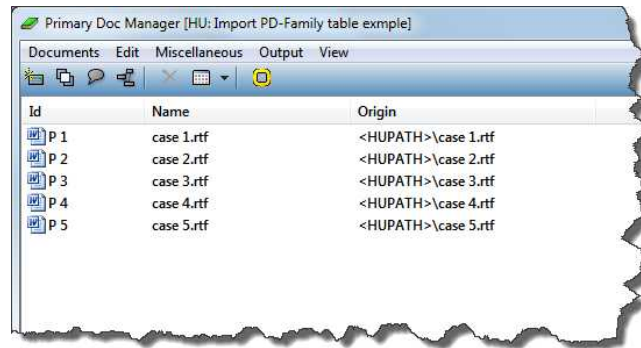 Primary Doc Manager [HU: Import PD-Family table exmple]
Documents Edit Miscellaneous Output View
Id Name Origin
P 1 case 1.rtf <HUPATH>\case 1.rtf
P 2 case 2.rtf <HUPATH>\case 2.rtf
P 3 case 3.rtf <HUPATH>\case 3.rtf
P 4 case 4.rtf <HUPATH>\case 4.rtf
P 5 case 5.rtf <HUPATH>\case 5.rtf